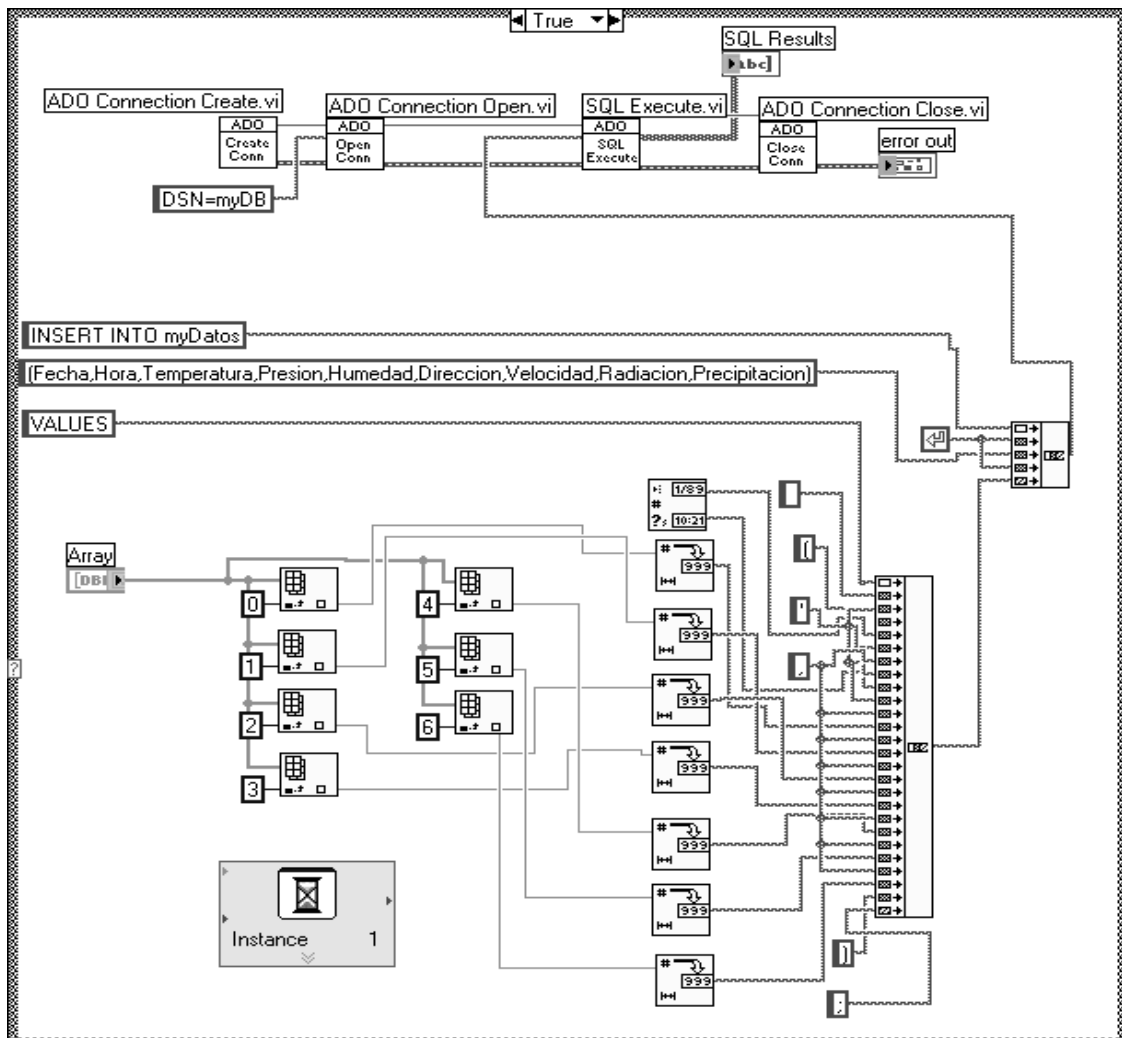 True
SQL Results
abc]
ADO Connection Create.vi
ADO Connection Open.vi
SQL Execute.vi
ADO Connection Close.vi
ADO
Create
Conn
ADO
Open
Conn
ADO
SQL
Execute
ADO
Close
Conn
error out
DSN=myDB
INSERT INTO myDatos
(Fecha,Hora,Temperatura,Presion,Humedad,Direccion,Velocidad,Radiacion,Precipitacion)
VALUES
1/89
#
?s 10:21
(
'
,
Array
[DBL
0
1
2
3
4
5
6
?
# 999
# 999
# 999
# 999
# 999
# 999
# 999
)
;
Instance 1